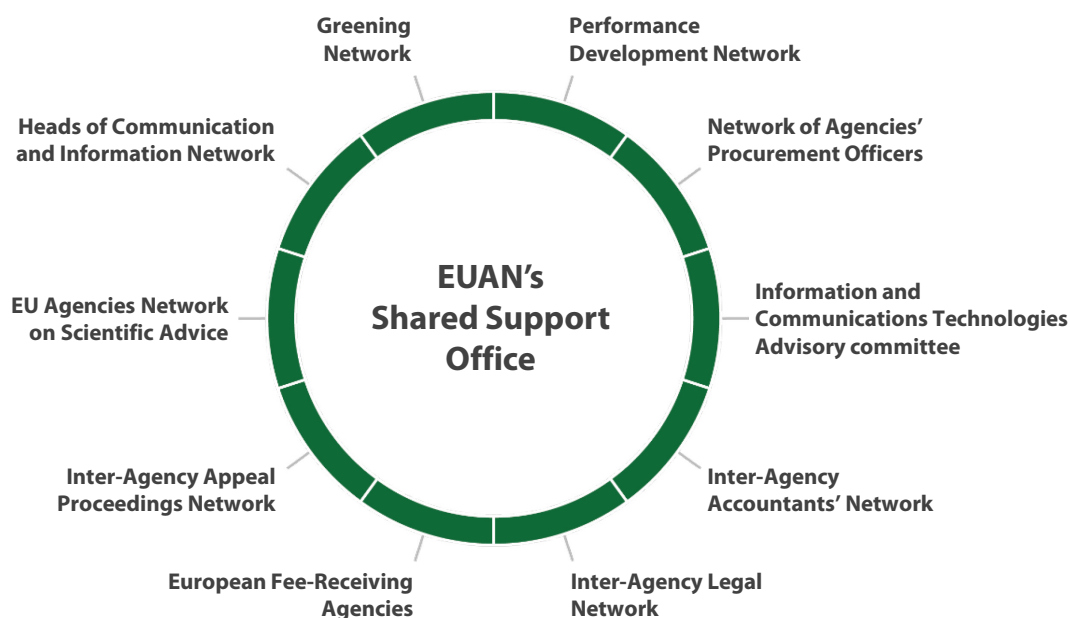 Greening
Network
Performance
Development Network
Heads of Communication
and Information Network
Network of Agencies’
Procurement Officers
EU Agencies Network
on Scientific Advice
EUAN’s
Shared Support
Office
Information and
Communications Technologies
Advisory committee
Inter-Agency Appeal
Proceedings Network
Inter-Agency
Accountants’ Network
European Fee-Receiving
Agencies
Inter-Agency Legal
Network